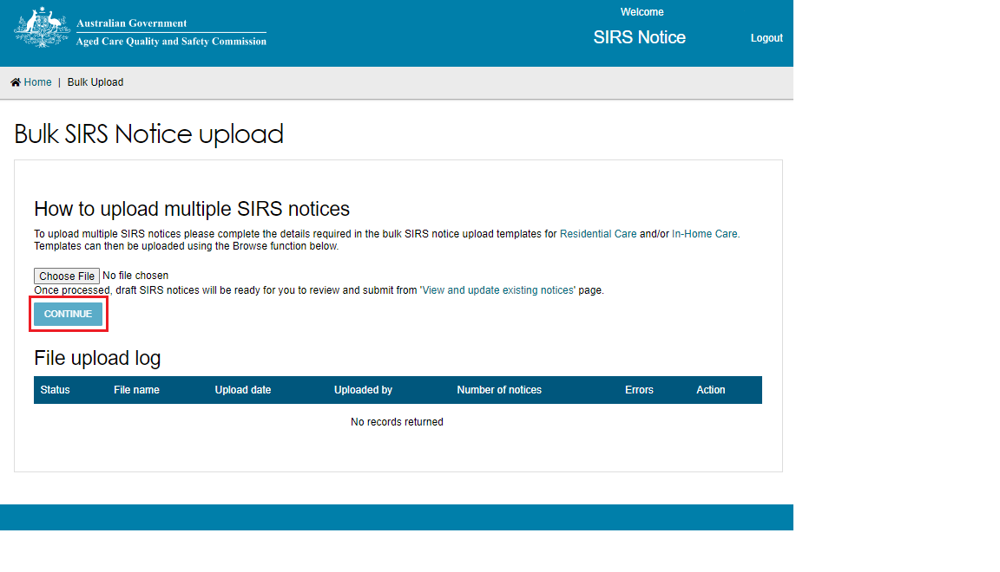 Australian Government
Aged Care Quality and Safety Commission
Welcome
SIRS Notice
Logout
Home | Bulk Upload
Bulk SIRS Notice upload
How to upload multiple SIRS notices
To upload multiple SIRS notices please complete the details required in the bulk SIRS notice upload templates for Residential Care and/or In-Home Care.
Templates can then be uploaded using the Browse function below.
Choose File No file chosen
Once processed, draft SIRS notices will be ready for you to review and submit from 'View and update existing notices' page.
CONTINUE
File upload log
Status File name Upload date Uploaded by Number of notices Errors Action
No records returned